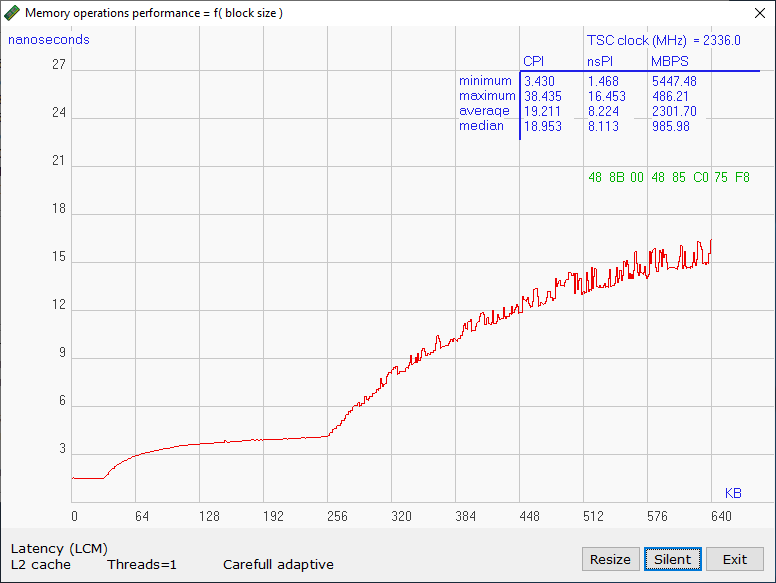 Memory operations performance = f( block size )
nanoseconds
TSC clock (MHz) = 2336.0
CPI nsPI MBPS
minimum 3.430 1.468 5447.48
maximum 38.435 16.453 486.21
average 19.211 8.224 2301.70
median 18.953 8.113 985.98
48 8B 00 48 85 C0 75 F8
27
24
21
18
15
12
9
6
3
KB
0 64 128 192 256 320 384 448 512 576 640
Latency (LCM)
L2 cache Threads=1 Carefull adaptive
Resize Silent Exit